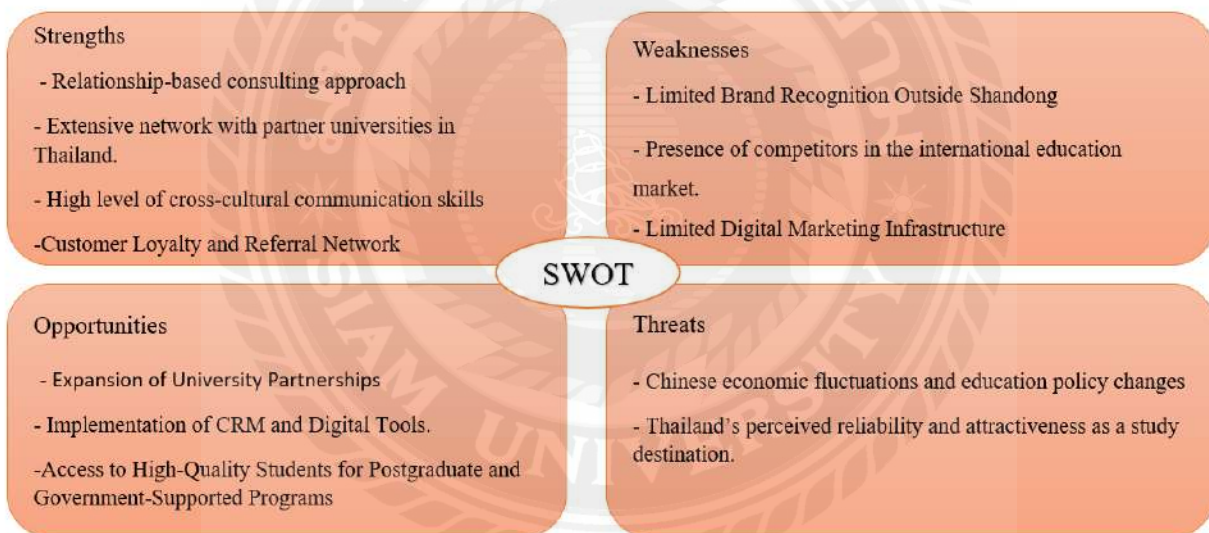 Strengths
- Relationship-based consulting approach
- Extensive network with partner universities in
Thailand.
- High level of cross-cultural communication skills
-Customer Loyalty and Referral Network
Weaknesses
- Limited Brand Recognition Outside Shandong
- Presence of competitors in the international education
market.
- Limited Digital Marketing Infrastructure
SWOT
Opportunities
- Expansion of University Partnerships
- Implementation of CRM and Digital Tools.
-Access to High-Quality Students for Postgraduate and
Government-Supported Programs
Threats
- Chinese economic fluctuations and education policy changes
- Thailand’s perceived reliability and attractiveness as a study
destination.
SIAM UNIVERSITY